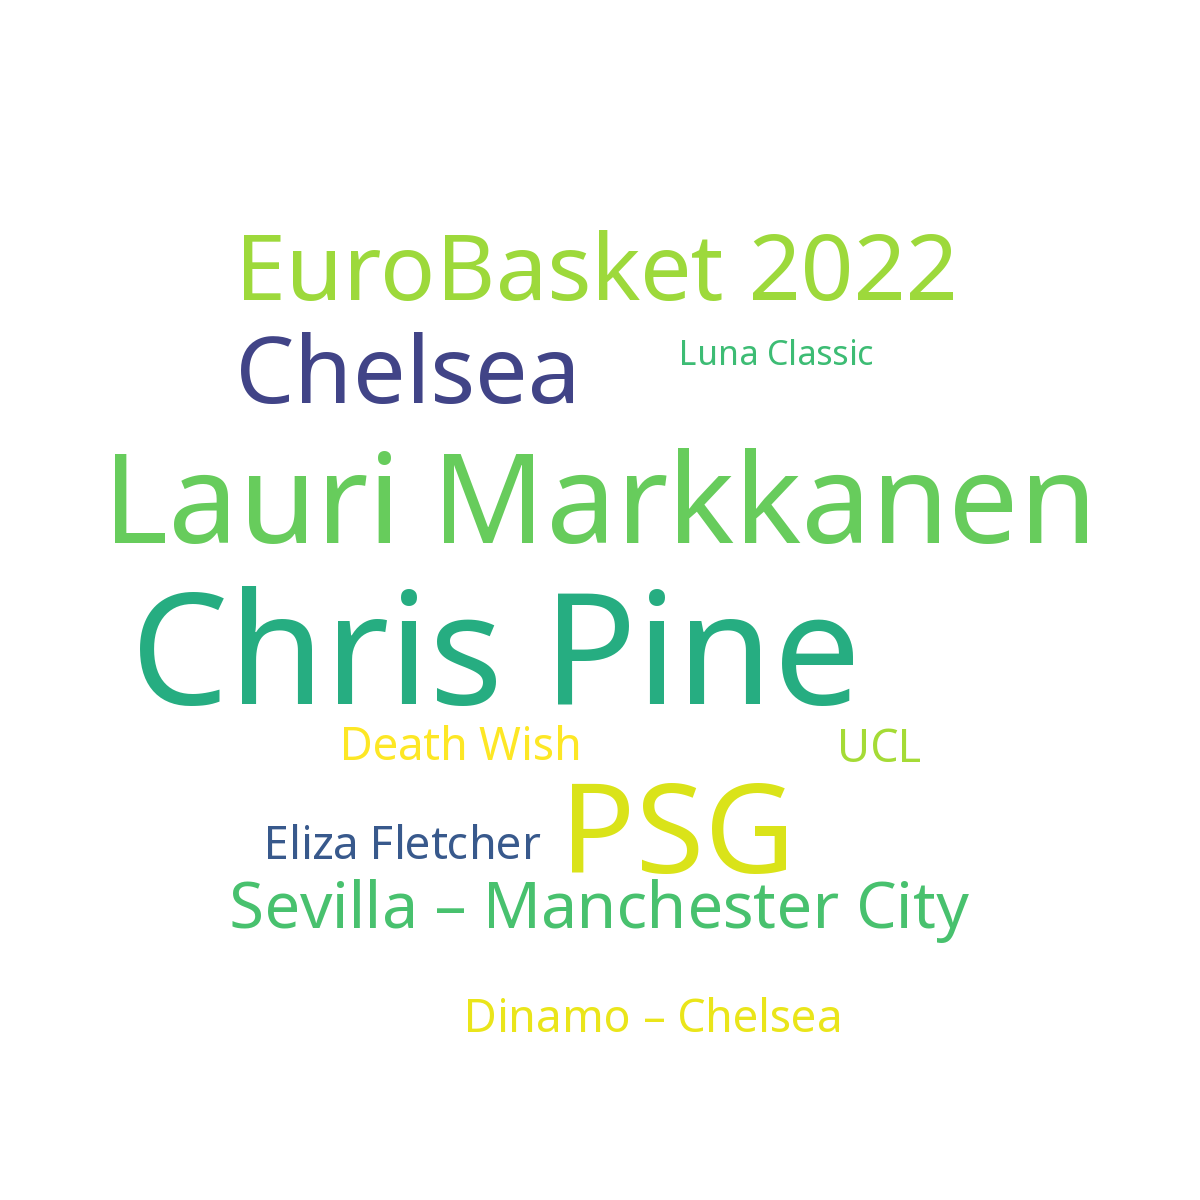 EuroBasket 2022
Chelsea
Luna Classic
Lauri Markkanen
Chris Pine
Death Wish
UCL
PSG
Eliza Fletcher
Sevilla – Manchester City
Dinamo – Chelsea